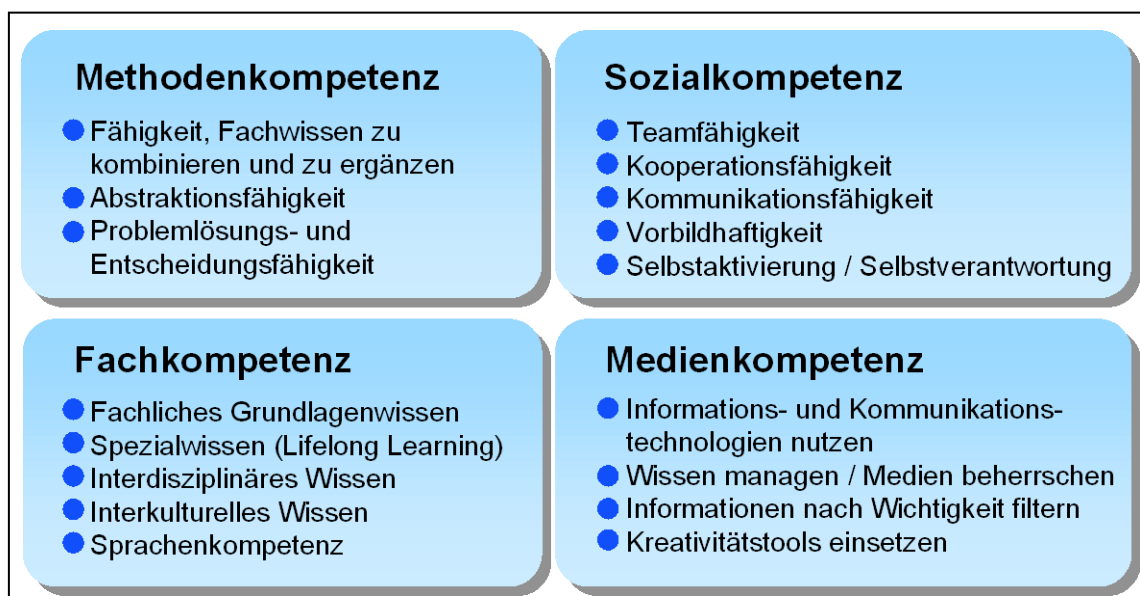 Methodenkompetenz
Fähigkeit, Fachwissen zu
kombinieren und zu ergänzen
Abstraktionsfähigkeit
Problemlösungs- und
Entscheidungsfähigkeit
Sozialkompetenz
Teamfähigkeit
Kooperationsfähigkeit
Kommunikationsfähigkeit
Vorbildhaftigkeit
Selbstaktivierung / Selbstverantwortung
Fachkompetenz
Fachliches Grundlagenwissen
Spezialwissen (Lifelong Learning)
Interdisziplinäres Wissen
Interkulturelles Wissen
Sprachenkompetenz
Medienkompetenz
Informations- und Kommunikations-
technologien nutzen
Wissen managen / Medien beherrschen
Informationen nach Wichtigkeit filtern
Kreativitätstools einsetzen